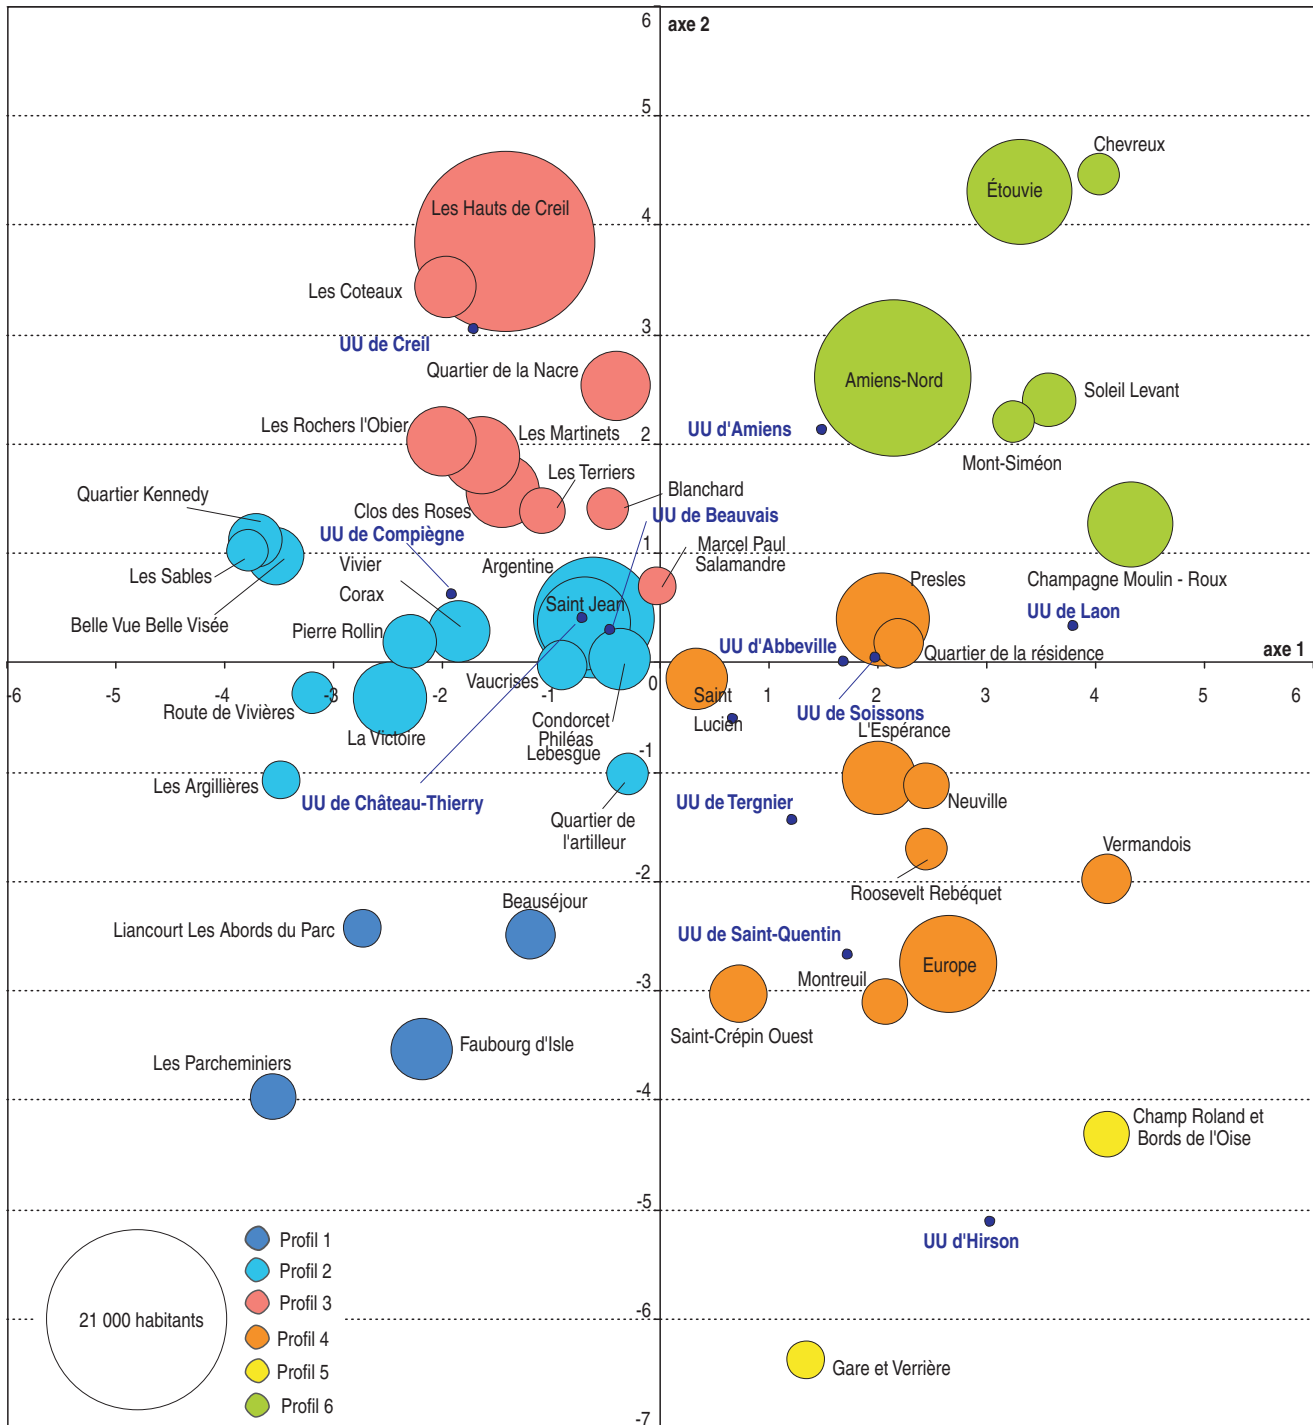 6
axe 2
5
Chevreux
Étouvie
Les Hauts de Creil
4
Les Coteaux
3
UU de Creil
Quartier de la Nacre
Amiens-Nord
Soleil Levant
Les Rochers l'Obier
Les Martinets
UU d'Amiens
2
Mont-Siméon
Les Terriers
Quartier Kennedy
Blanchard
Clos des Roses
UU de Beauvais
UU de Compiègne
1
Marcel Paul
Salamandre
Vivier
Argentine
Les Sables
Presles
Champagne Moulin - Roux
Corax
Saint Jean
UU de Laon
Belle Vue Belle Visée
Pierre Rollin
UU d'Abbeville
Quartier de la résidence
axe 1
Vaucrises
-6
-4
-3
-2
-1
0
1
2
3
4
5
6
Saint
Lucien
Route de Vivières
UU de Soissons
Condorcet
Philéas
Lebesgue
La Victoire
L'Espérance
-1
Les Argillières
UU de Château-Thierry
UU de Tergnier
Neuville
Quartier de
l'artilleur
Vermandois
-2
Roosevelt Rebéquet
Beauséjour
Liancourt Les Abords du Parc
UU de Saint-Quentin
Europe
Montreuil
-3
Saint-Crépin Ouest
Faubourg d'Isle
Les Parcheminiers
-4
Champ Roland et
Bords de l'Oise
-5
UU d'Hirson
Profil 1
Profil 2
Profil 3
21 000 habitants
-6
Profil 4
Profil 5
Gare et Verrière
Profil 6
-7